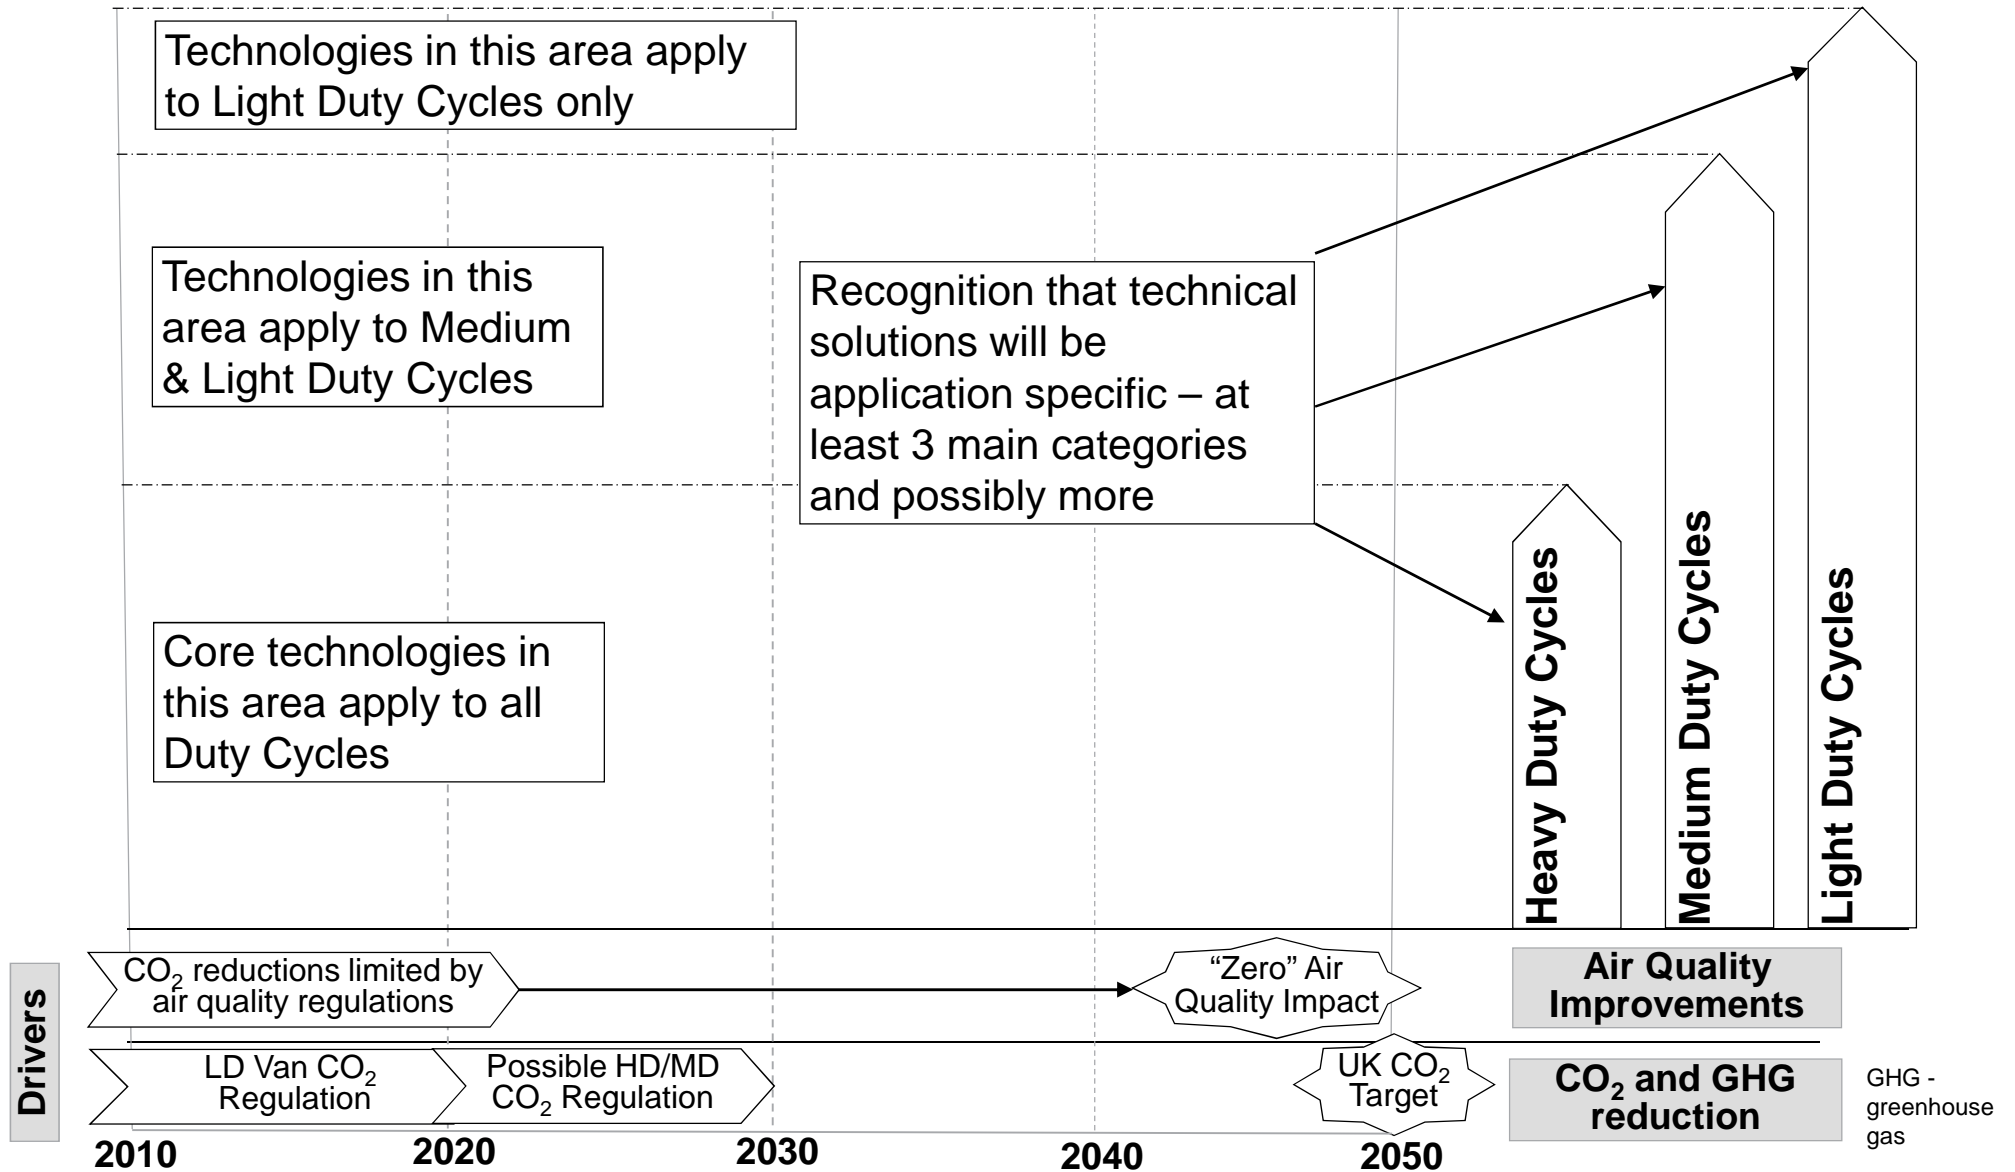 Technologies in this area apply
to Light Duty Cycles only
Technologies in this
area apply to Medium
& Light Duty Cycles
Recognition that technical
solutions will be
application specific – at
least 3 main categories
and possibly more
Core technologies in
this area apply to all
Duty Cycles
Heavy Duty Cycles
Medium Duty Cycles
Light Duty Cycles
Drivers
CO2 reductions limited by
air quality regulations
“Zero” Air
Quality Impact
Air Quality
Improvements
LD Van CO2
Regulation
Possible HD/MD
CO2 Regulation
UK CO2
Target
CO2 and GHG
reduction
GHG -
greenhouse
gas
2010
2020
2030
2040
2050